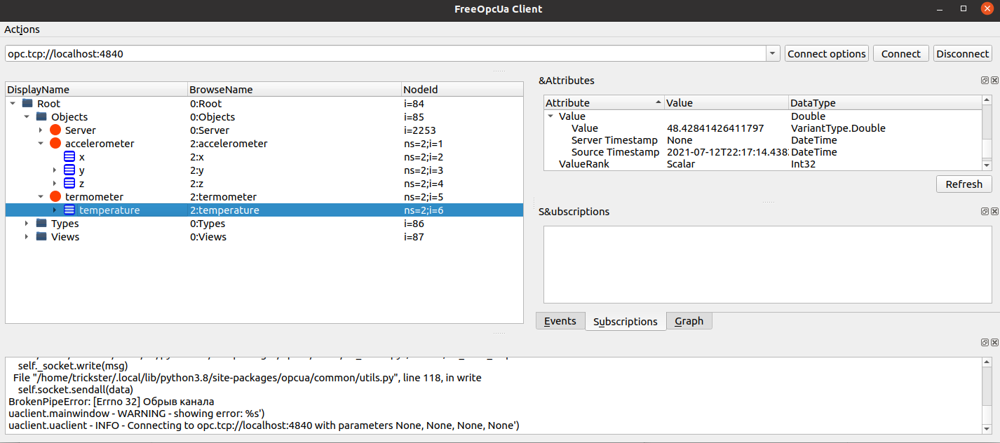 FreeOpcUa Client
Actions
opc.tcp://localhost:4840 Connect options Connect Disconnect
DisplayName BrowseName NodeId
Root 0:Root i=84
Objects 0:Objects i=85
Server 0:Server i=2253
accelerometer 2:accelerometer ns=2;i=1
x 2:x ns=2;i=2
y 2:y ns=2;i=3
z 2:z ns=2;i=4
termometer 2:termometer ns=2;i=5
temperature 2:temperature ns=2;i=6
Types 0:Types i=86
Views 0:Views i=87
&Attributes
Attribute Value DataType
Value Double
Value 48.42841426411797 VariantType.Double
Server Timestamp None DateTime
Source Timestamp 2021-07-12T22:17:14.438 DateTime
ValueRank Scalar Int32
Refresh
S&ubscriptions
Events Subscriptions Graph
self._socket.write(msg)
File "/home/trickster/.local/lib/python3.8/site-packages/opcua/common/utils.py", line 118, in write
self.socket.sendall(data)
BrokenPipeError: [Errno 32] Обрыв канала
uaclient.mainwindow - WARNING - showing error: %s')
uaclient.uaclient - INFO - Connecting to opc.tcp://localhost:4840 with parameters None, None, None, None')